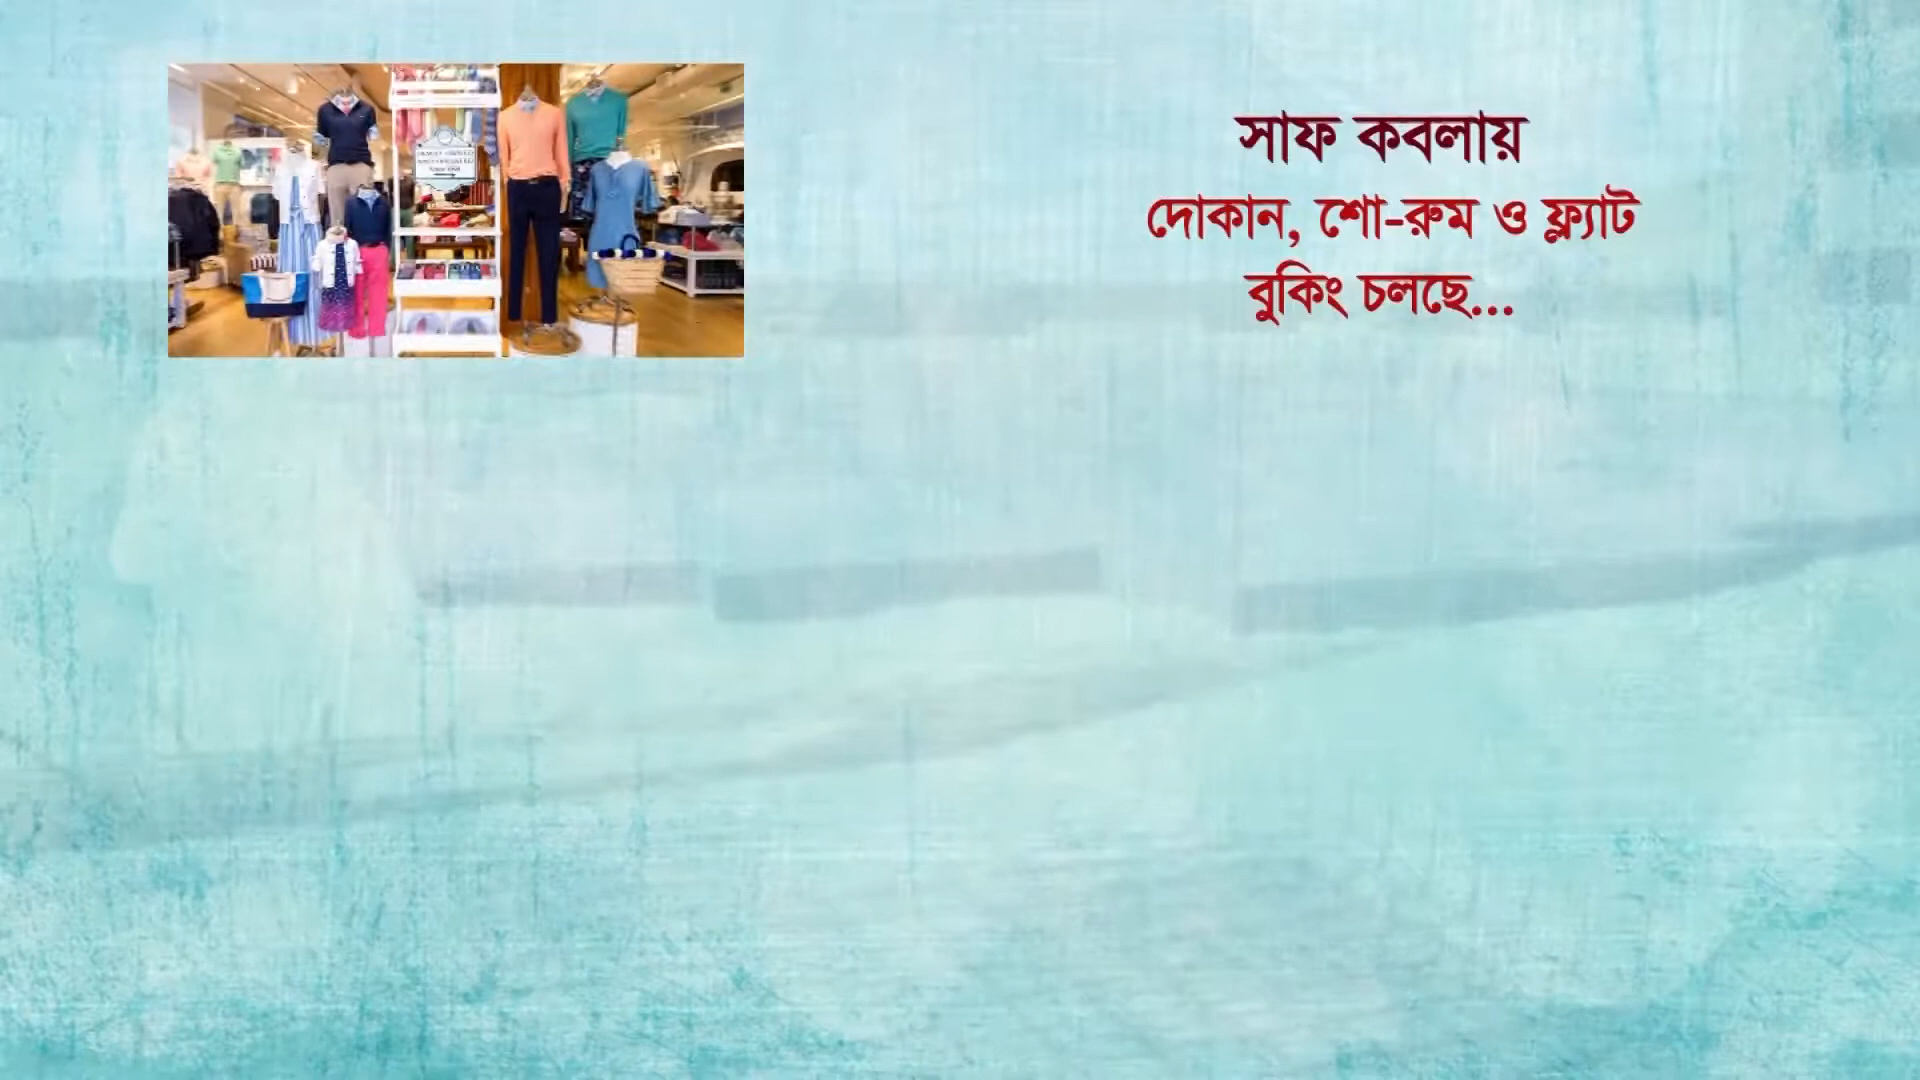 সাফ কবলায়
দোকান, শো-রুম ও ফ্ল্যাট
বুকিং চলছে...